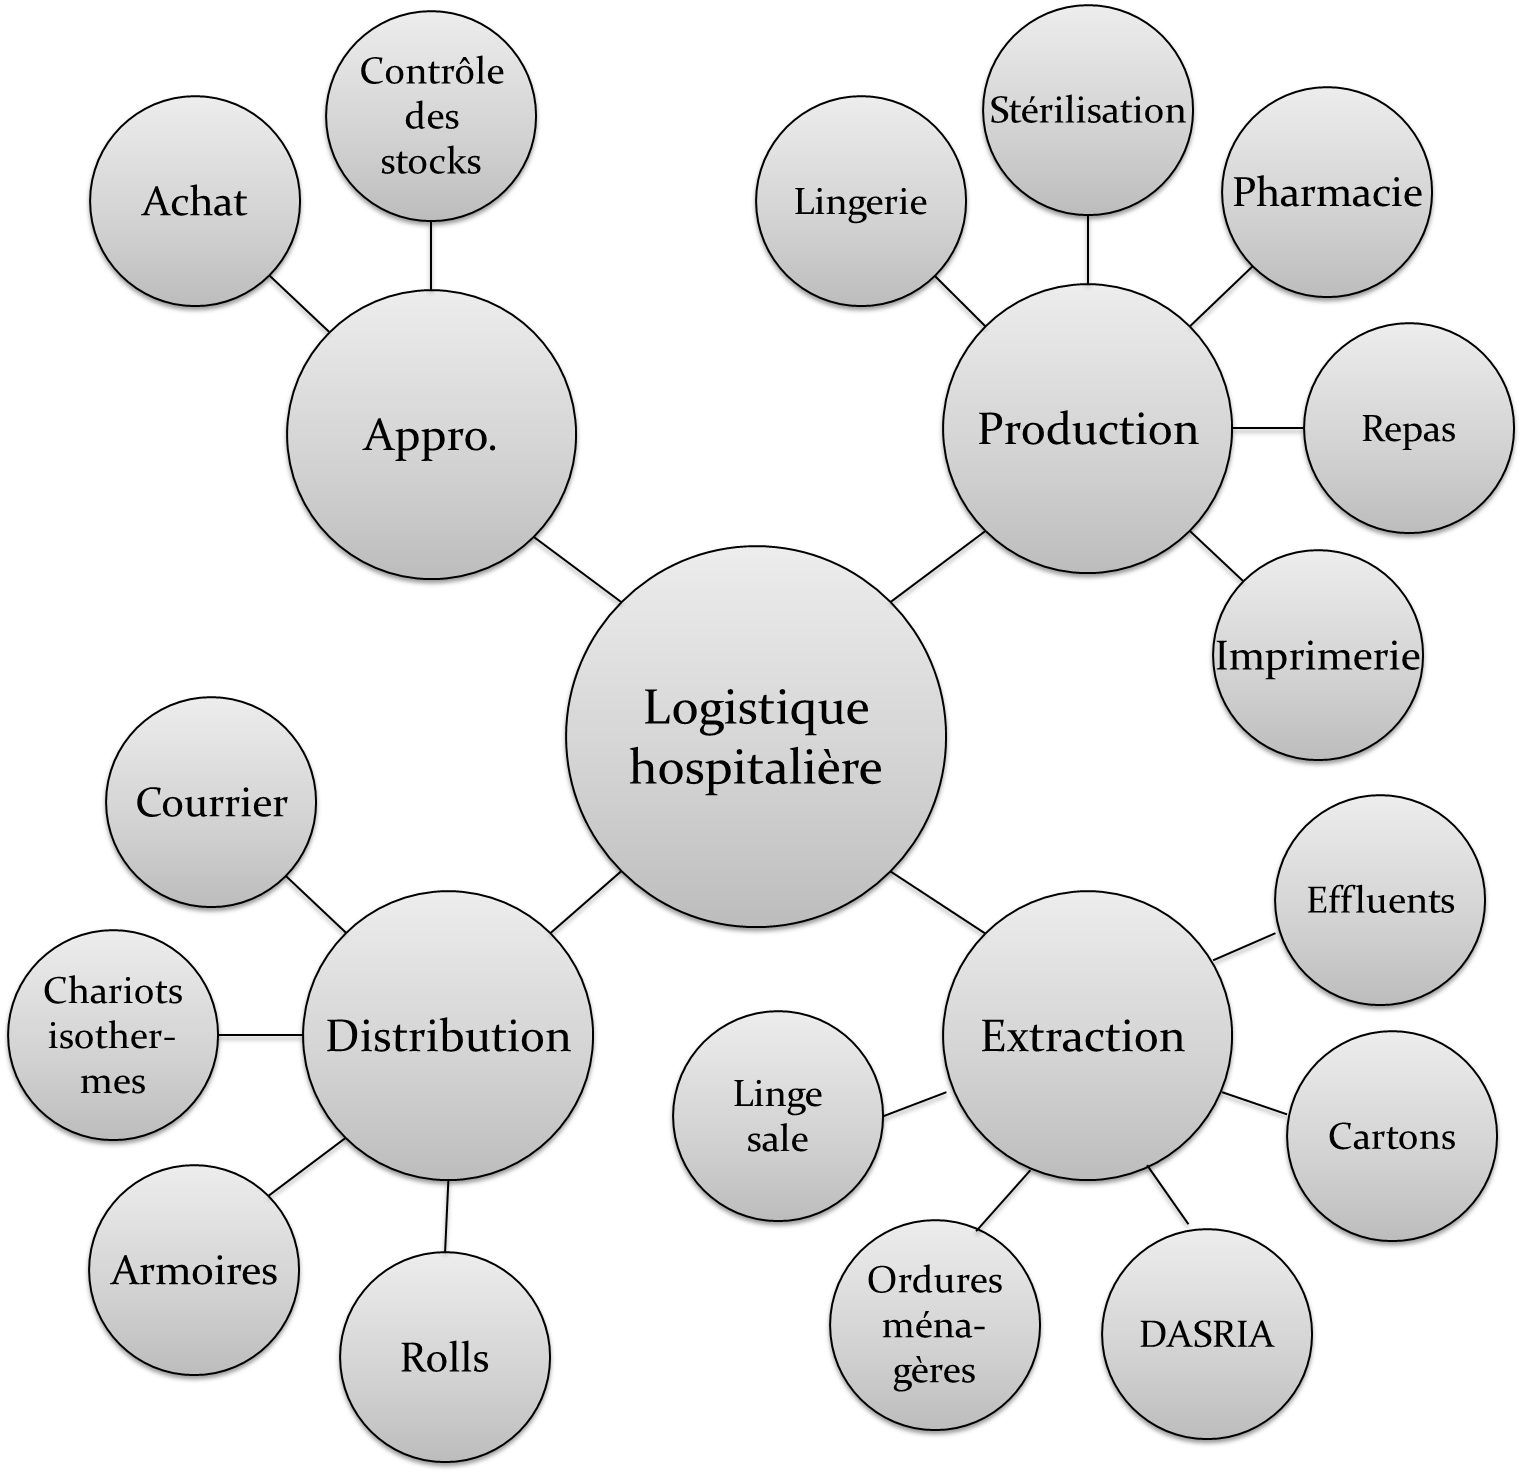 Contrôle
des
stocks
Achat
Appro.
Stérilisation
Lingerie
Pharmacie
Production
Repas
Imprimerie
Logistique
hospitalière
Courrier
Chariots
isother-
mes
Distribution
Armoires
Rolls
Effluents
Extraction
Cartons
Linge
sale
Ordures
ména-
gères
DASRIA